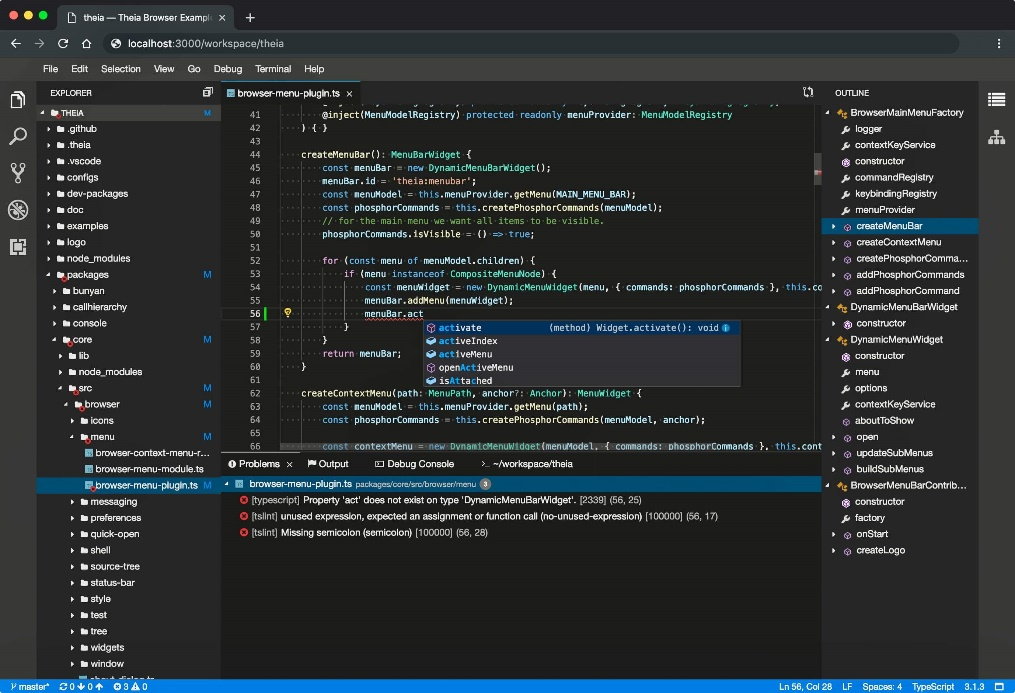 theia — Theia Browser Exampl
localhost:3000/workspace/theia
File Edit Selection View Go Debug Terminal Help
EXPLORER
THEIA M
.github
.theia
.vscode
configs
dev-packages
doc
examples
logo
node_modules
packages M
bunyan
callhierarchy
console
core M
lib
node_modules
src M
browser M
icons
menu M
browser-context-menu-r...
browser-menu-module.ts
browser-menu-plugin.ts M
messaging
preferences
quick-open
shell
source-tree
status-bar
style
test
tree
widgets
window
browser-menu-plugin.ts
41 @inject(MenuModelRegistry) protected readonly menuProvider: MenuModelRegistry
42 ) { }
43
44 createMenuBar(): MenuBarWidget {
45 const menuBar = new DynamicMenuBarWidget();
46 menuBar.id = 'theia:menubar';
47 const menuModel = this.menuProvider.getMenu(MAIN_MENU_BAR);
48 const phosphorCommands = this.createPhosphorCommands(menuModel);
49 // for the main menu we want all items to be visible.
50 phosphorCommands.isVisible = () => true;
51
52 for (const menu of menuModel.children) {
53 if (menu instanceof CompositeMenuNode) {
54 const menuWidget = new DynamicMenuWidget(menu, { commands: phosphorCommands }, this.co
55 menuBar.addMenu(menuWidget);
56 menuBar.act
activate (method) Widget.activate(): void
activeIndex
activeMenu
openActiveMenu
isAttached
57 }
58 }
59 return menuBar;
60 }
61
62 createContextMenu(path: MenuPath, anchor?: Anchor): MenuWidget {
63 const menuModel = this.menuProvider.getMenu(path);
64 const phosphorCommands = this.createPhosphorCommands(menuModel, anchor);
65
66 const contextMenu = new DynamicMenuWidget(menuModel, { commands: phosphorCommands }, this.cont
Problems Output Debug Console >_ ~/workspace/theia
browser-menu-plugin.ts packages/core/src/browser/menu 3
[typescript] Property 'act' does not exist on type 'DynamicMenuBarWidget'. [2339] (56, 25)
[tslint] unused expression, expected an assignment or function call (no-unused-expression) [100000] (56, 17)
[tslint] Missing semicolon (semicolon) [100000] (56, 28)
OUTLINE
BrowserMainMenuFactory
logger
contextKeyService
constructor
commandRegistry
keybindingRegistry
menuProvider
createMenuBar
createContextMenu
createPhosphorComma...
addPhosphorCommands
addPhosphorCommand
DynamicMenuBarWidget
constructor
DynamicMenuWidget
constructor
menu
options
contextKeyService
aboutToShow
open
updateSubMenus
buildSubMenus
BrowserMenuBarContrib...
constructor
factory
onStart
createLogo
master* 0 0 3 0
Ln 56, Col 28 LF Spaces: 4 TypeScript 3.1.3